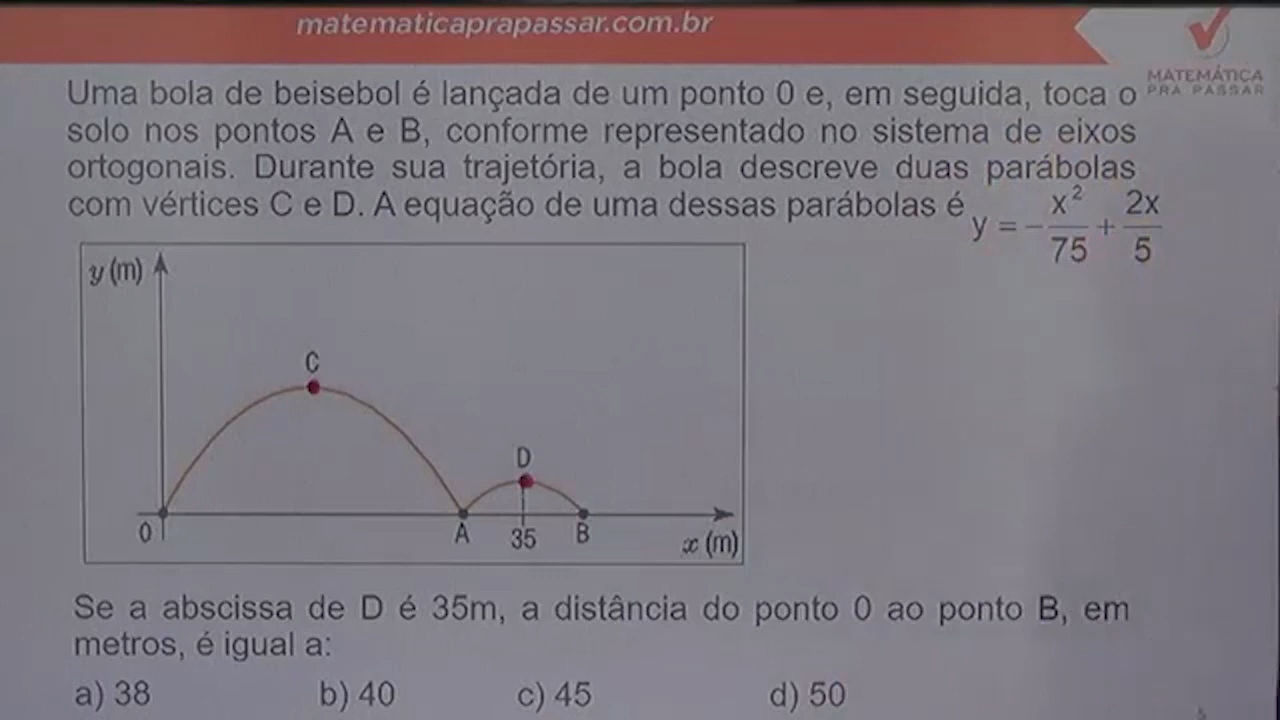 matematicaprapassar.com.br
MATEMÁTICA
PRA PASSAR
Uma bola de beisebol é lançada de um ponto 0 e, em seguida, toca o
solo nos pontos A e B, conforme representado no sistema de eixos
ortogonais. Durante sua trajetória, a bola descreve duas parábolas
com vértices C e D. A equação de uma dessas parábolas é y = -x²/75 + 2x/5
y (m)
C
D
0
A
35
B
x (m)
Se a abscissa de D é 35m, a distância do ponto 0 ao ponto B, em
metros, é igual a:
a) 38 b) 40 c) 45 d) 50